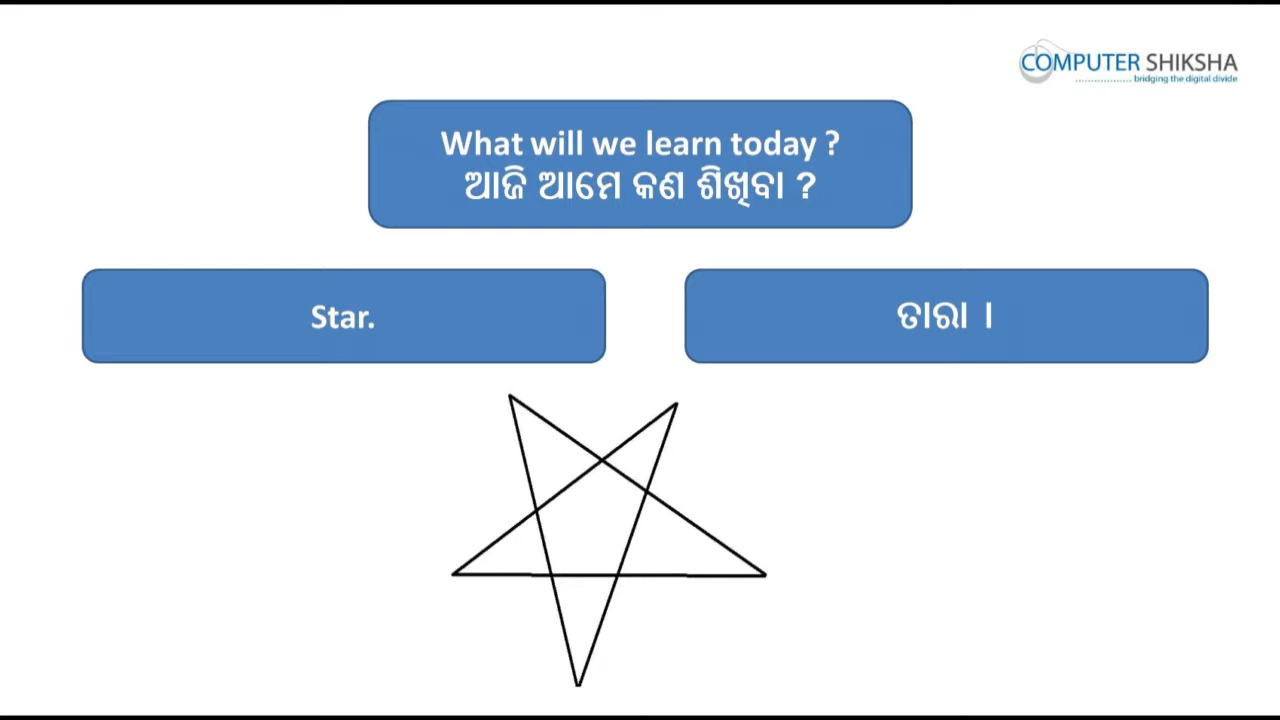 COMPUTER SHIKSHA
bridging the digital divide
What will we learn today ?
ଆଜି ଆମେ କଣ ଶିଖିବା ?
Star.
ତାରା ।